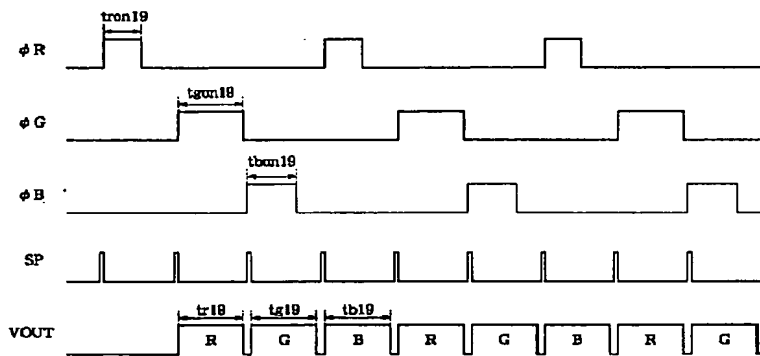 tron19
φR
tgon19
φG
tbon19
φB
SP
tr19 tg19 tb19
VOUT R G B R G B R G